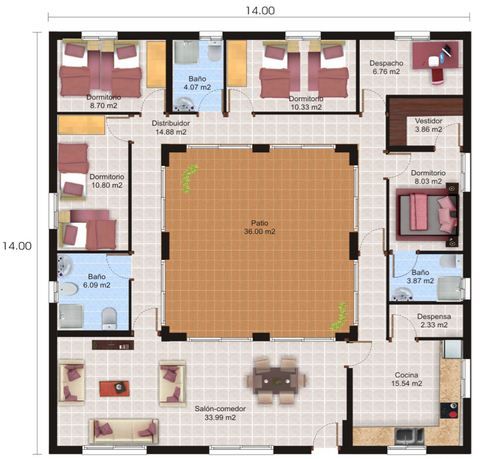 14.00
14.00
Dormitorio
8.70 m2
Baño
4.07 m2
Dormitorio
10.33 m2
Despacho
6.76 m2
Distribuidor
14.88 m2
Vestidor
3.86 m2
Dormitorio
10.80 m2
Dormitorio
8.03 m2
Patio
36.00 m2
Baño
6.09 m2
Baño
3.87 m2
Despensa
2.33 m2
Cocina
15.54 m2
Salón-comedor
33.99 m2